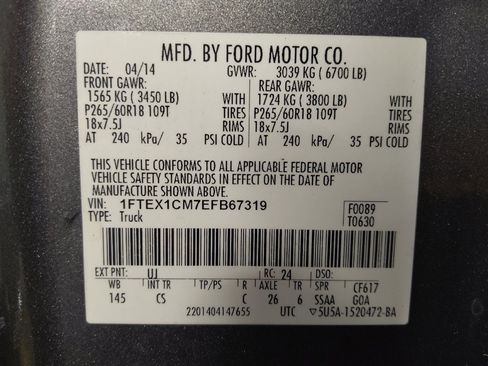 MFD. BY FORD MOTOR CO.
DATE: 04/14 GVWR: 3039 KG ( 6700 LB)
FRONT GAWR: REAR GAWR:
1565 KG ( 3450 LB) WITH 1724 KG ( 3800 LB) WITH
P265/60R18 109T TIRES P265/60R18 109T TIRES
18x7.5J RIMS 18x7.5J RIMS
AT 240 kPa/ 35 PSI COLD AT 240 kPa/ 35 PSI COLD
THIS VEHICLE CONFORMS TO ALL APPLICABLE FEDERAL MOTOR
VEHICLE SAFETY STANDARDS IN EFFECT ON THE DATE OF
MANUFACTURE SHOWN ABOVE.
VIN: 1FTEX1CM7EFB67319 F0089
TYPE: Truck T0630
EXT PNT: UJ RC: 24 DSO:
WB INT TR TP/PS R AXLE TR SPR CF617
145 CS C 26 6 SSAA GOA
2201404147655 UTC ▽5U5A-1520472-BA